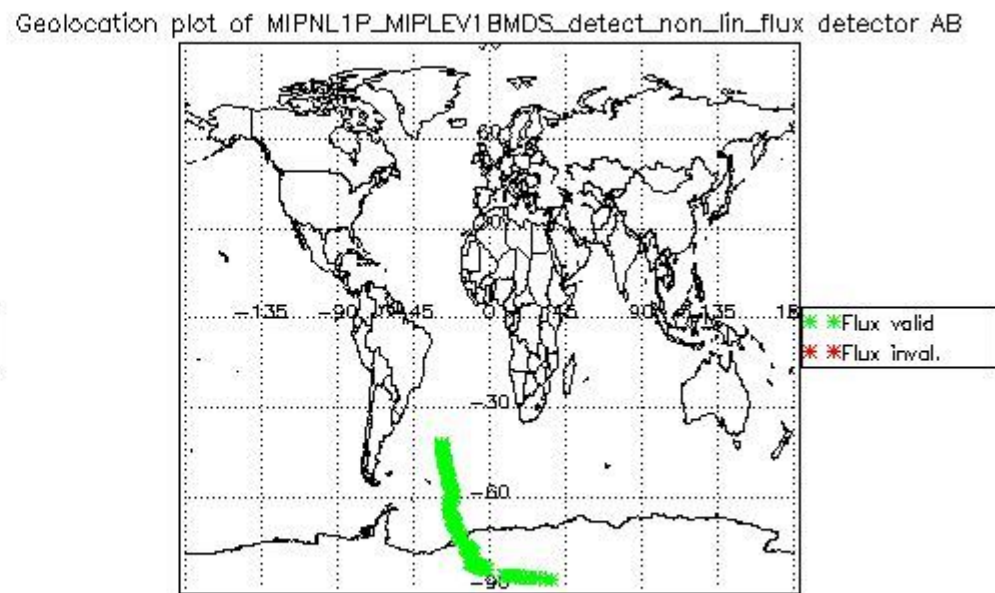 Geolocation plot of MIPNL1P_MIPLEV1BMDS_detect_non_lin_flux detector AB
-135 -90 -45 0 45 90 135 18
-30
-60
-90
Flux valid
Flux inval.